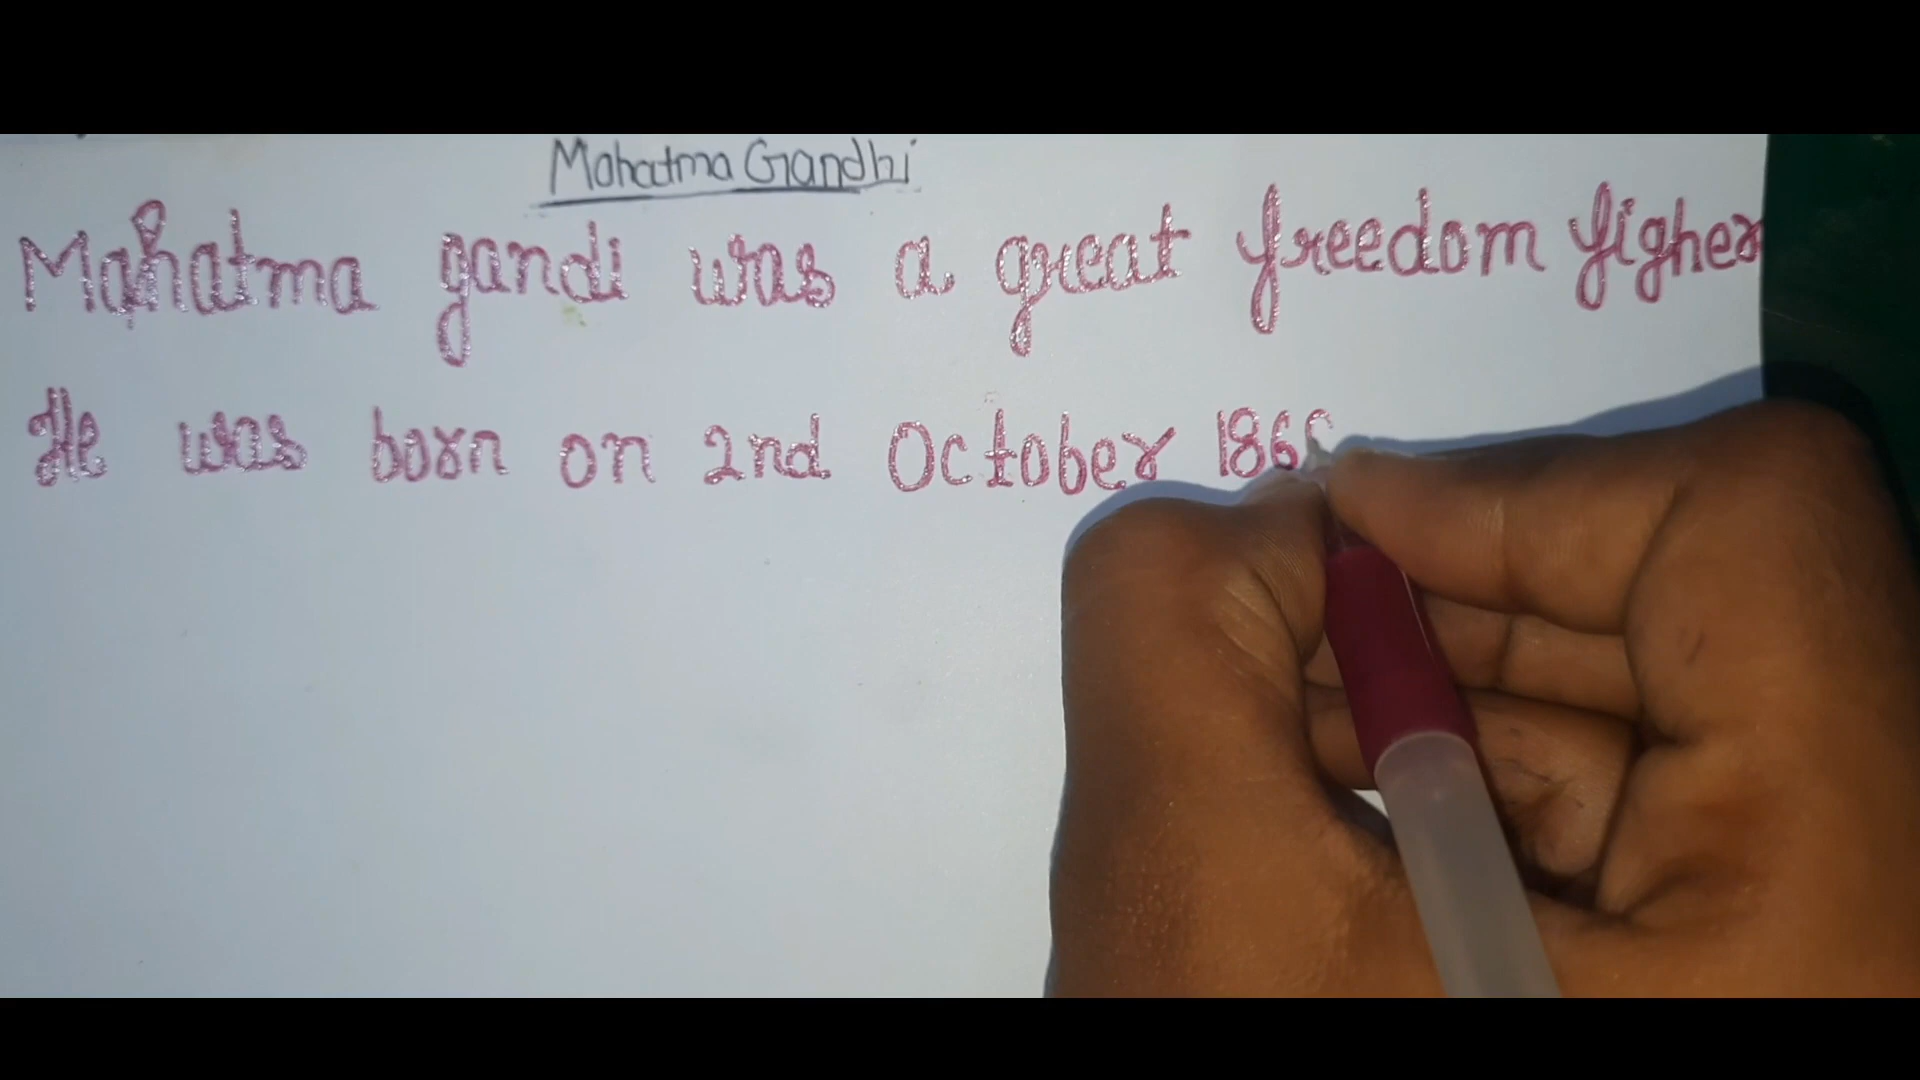 Mahatma Gandhi
Mahatma gandi was a great freedom figher
He was born on 2nd October 186